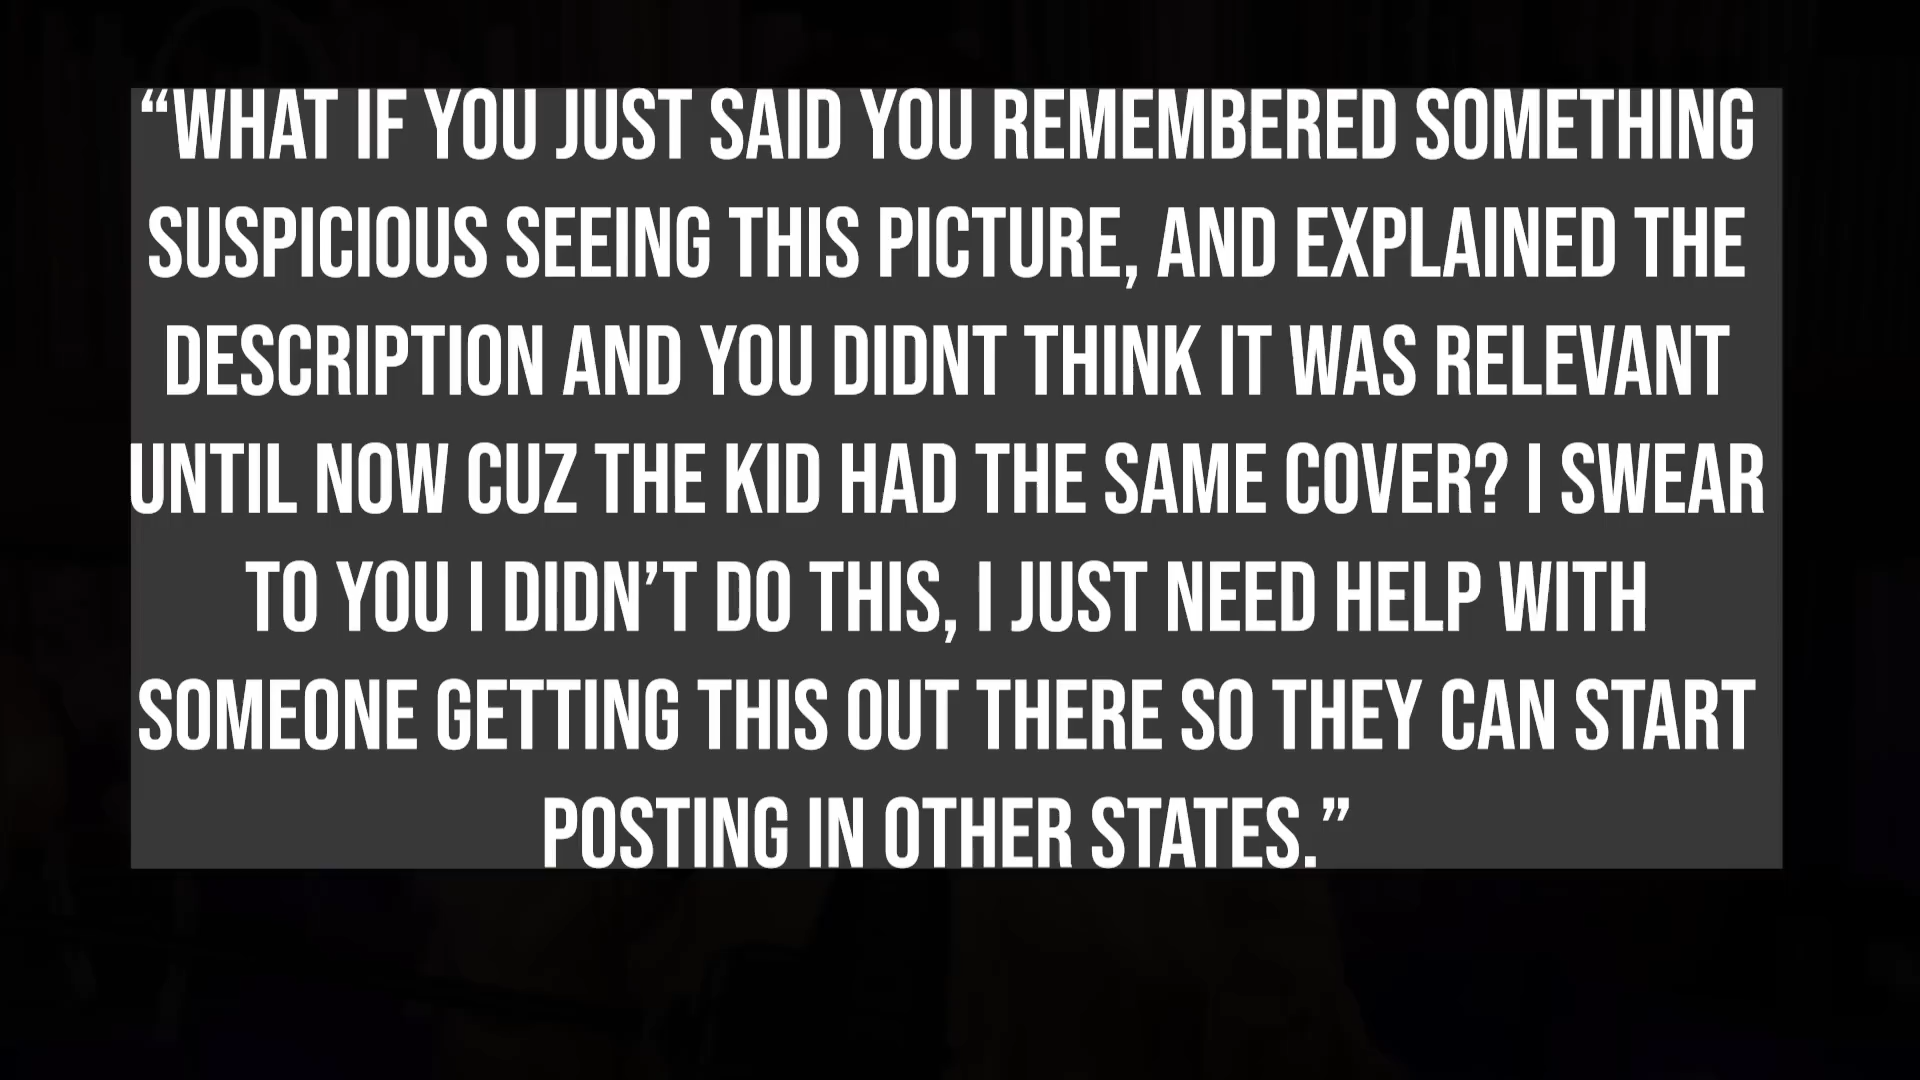 “WHAT IF YOU JUST SAID YOU REMEMBERED SOMETHING
SUSPICIOUS SEEING THIS PICTURE, AND EXPLAINED THE
DESCRIPTION AND YOU DIDNT THINK IT WAS RELEVANT
UNTIL NOW CUZ THE KID HAD THE SAME COVER? I SWEAR
TO YOU I DIDN’T DO THIS, I JUST NEED HELP WITH
SOMEONE GETTING THIS OUT THERE SO THEY CAN START
POSTING IN OTHER STATES.”